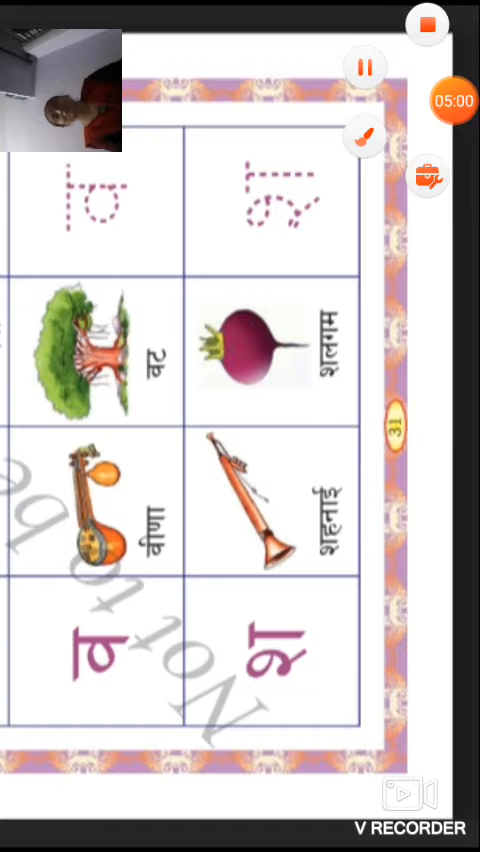 05:00
व
वीणा
वट
व
श
शहनाई
शलगम
श
31
Not to be
V RECORDER